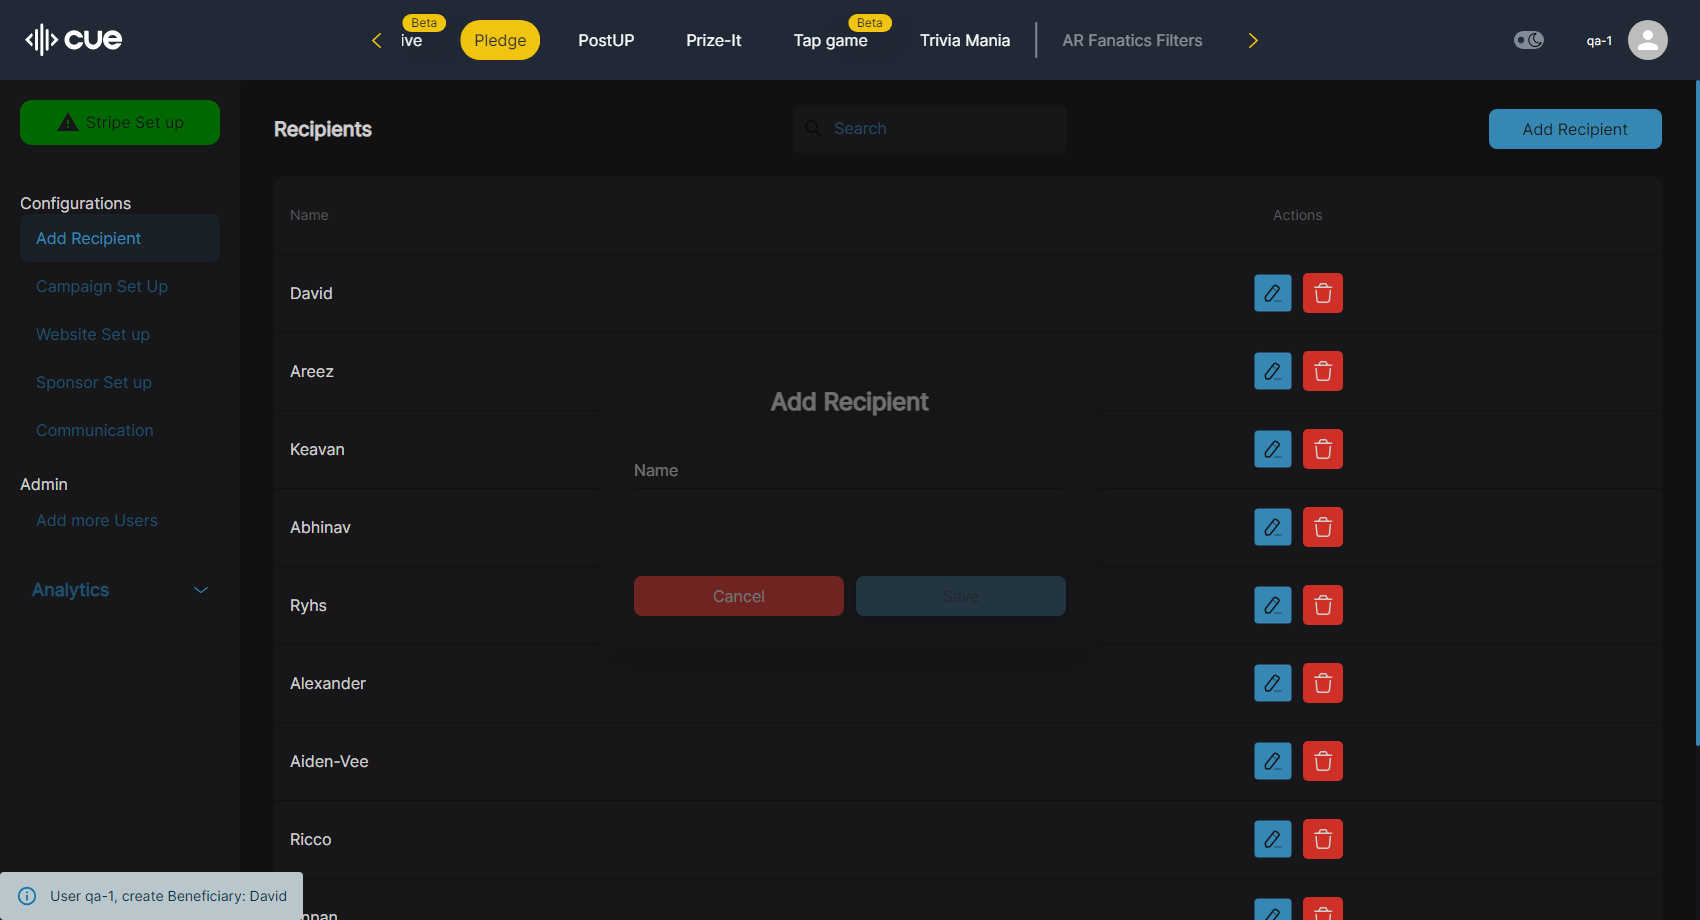 cue
Beta
ive
Pledge
PostUP
Prize-It
Beta
Tap game
Trivia Mania
AR Fanatics Filters
qa-1
Stripe Set up
Configurations
Add Recipient
Campaign Set Up
Website Set up
Sponsor Set up
Communication
Admin
Add more Users
Analytics
Recipients
Search
Add Recipient
Name
Actions
David
Areez
Keavan
Abhinav
Ryhs
Alexander
Aiden-Vee
Ricco
Add Recipient
Name
Cancel
Save
User qa-1, create Beneficiary: David